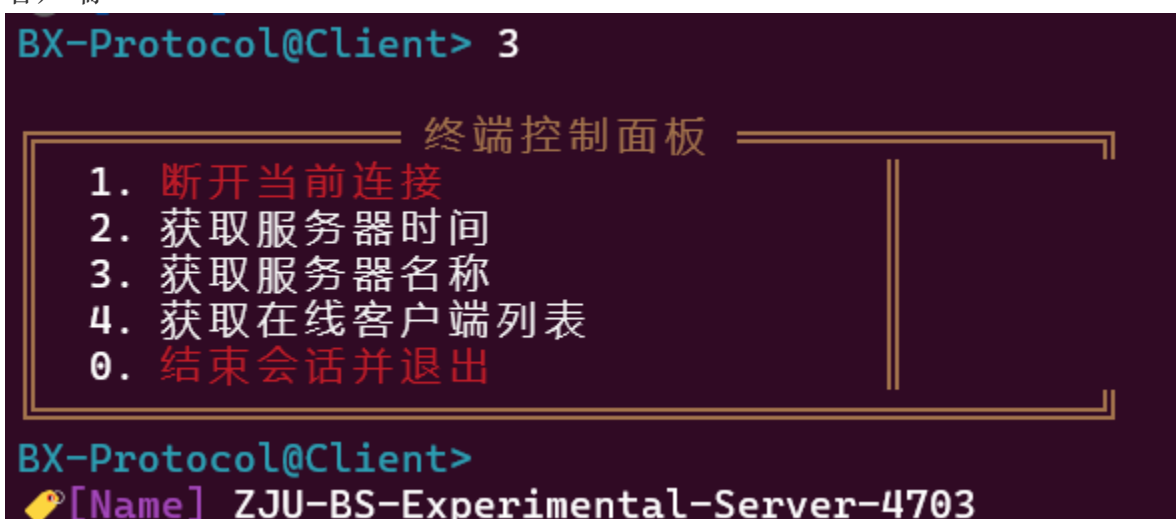 BX-Protocol@Client> 3
终端控制面板
1. 断开当前连接
2. 获取服务器时间
3. 获取服务器名称
4. 获取在线客户端列表
0. 结束会话并退出
BX-Protocol@Client>
[Name] ZJU-BS-Experimental-Server-4703